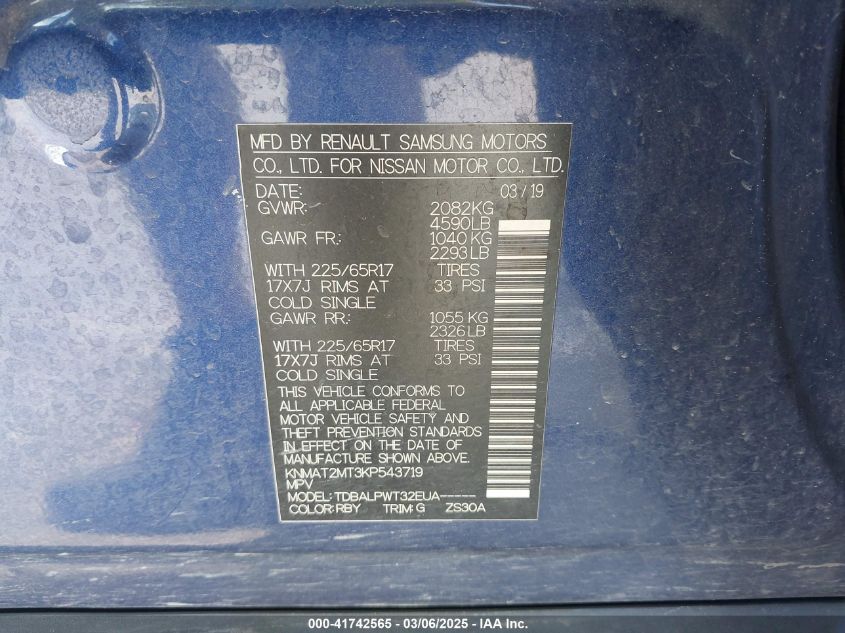 MFD BY RENAULT SAMSUNG MOTORS
CO., LTD. FOR NISSAN MOTOR CO., LTD.
DATE: 03/19
GVWR: 2082KG
4590LB
GAWR FR.: 1040 KG
2293LB
WITH 225/65R17 TIRES
17X7J RIMS AT 33 PSI
COLD SINGLE
GAWR RR.: 1055 KG
2326LB
WITH 225/65R17 TIRES
17X7J RIMS AT 33 PSI
COLD SINGLE
THIS VEHICLE CONFORMS TO
ALL APPLICABLE FEDERAL
MOTOR VEHICLE SAFETY AND
THEFT PREVENTION STANDARDS
IN EFFECT ON THE DATE OF
MANUFACTURE SHOWN ABOVE.
KNMAT2MT3KP543719
MPV
MODEL: TDBALPWT32EUA-----
COLOR: RBY TRIM: G ZS30A
000-41742565 - 03/06/2025 - IAA Inc.